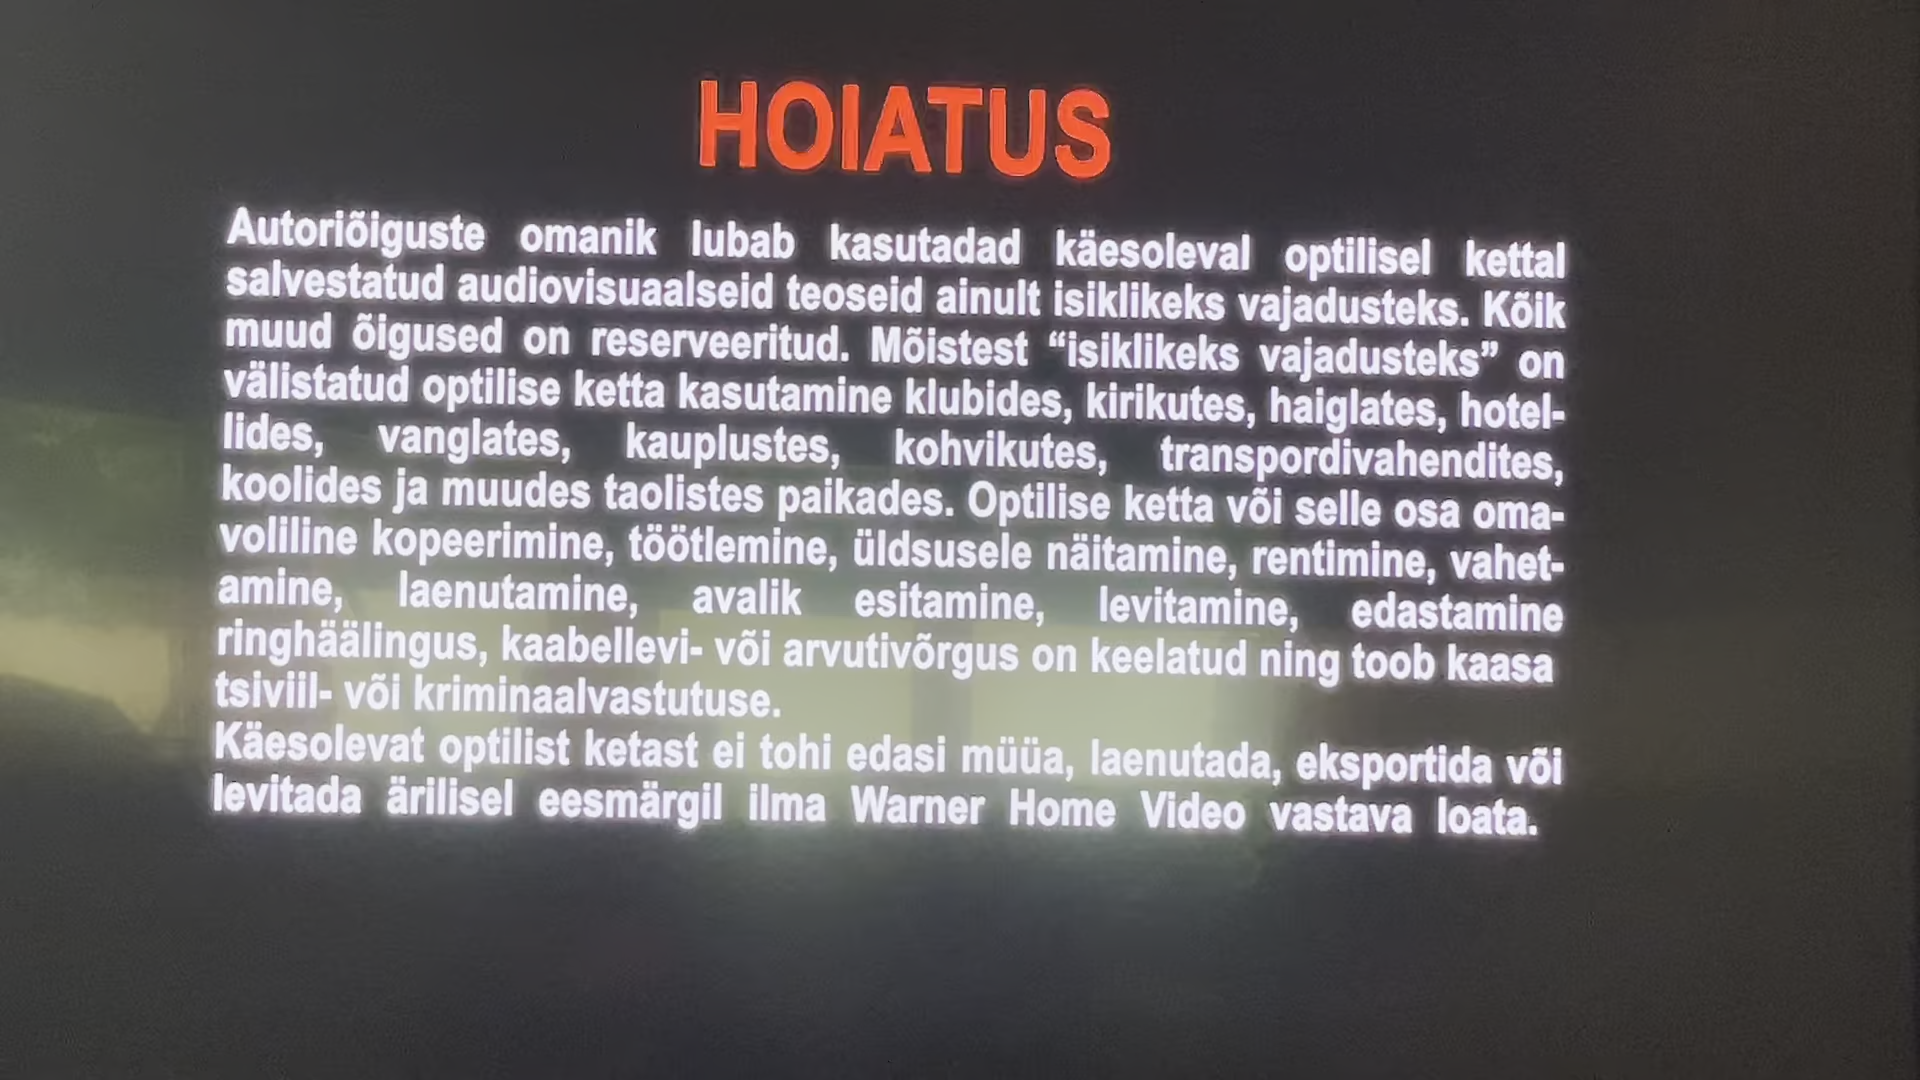 HOIATUS
Autoriõiguste omanik lubab kasutadad käesoleval optilisel kettal
salvestatud audiovisuaalseid teoseid ainult isiklikeks vajadusteks. Kõik
muud õigused on reserveeritud. Mõistest “isiklikeks vajadusteks” on
välistatud optilise ketta kasutamine klubides, kirikutes, haiglates, hotel-
lides, vanglates, kauplustes, kohvikutes, transpordivahendites,
koolides ja muudes taolistes paikades. Optilise ketta või selle osa oma-
voliline kopeerimine, töötlemine, üldsusele näitamine, rentimine, vahet-
amine, laenutamine, avalik esitamine, levitamine, edastamine
ringhäälingus, kaabellevi- või arvutivõrgus on keelatud ning toob kaasa
tsiviil- või kriminaalvastutuse.
Käesolevat optilist ketast ei tohi edasi müüa, laenutada, eksportida või
levitada ärilisel eesmärgil ilma Warner Home Video vastava loata.